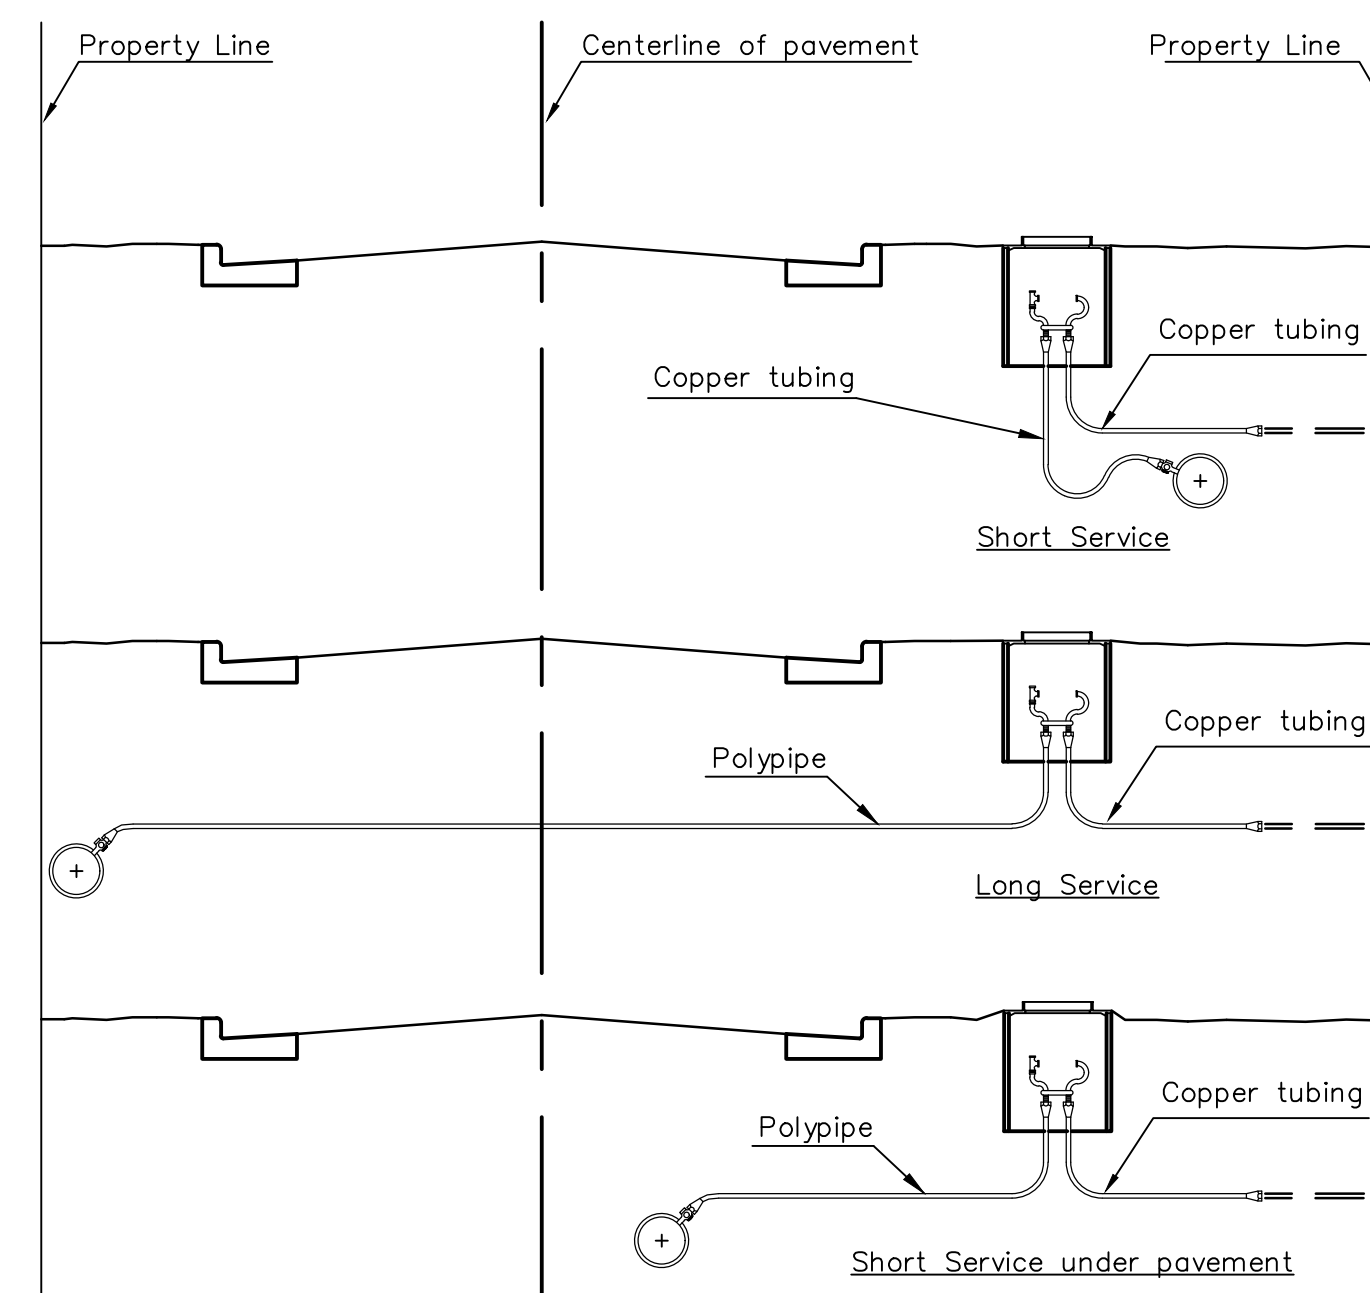 Property Line
Centerline of pavement
Property Line
Copper tubing
Copper tubing
Short Service
Copper tubing
Polypipe
Long Service
Copper tubing
Polypipe
Short Service under pavement